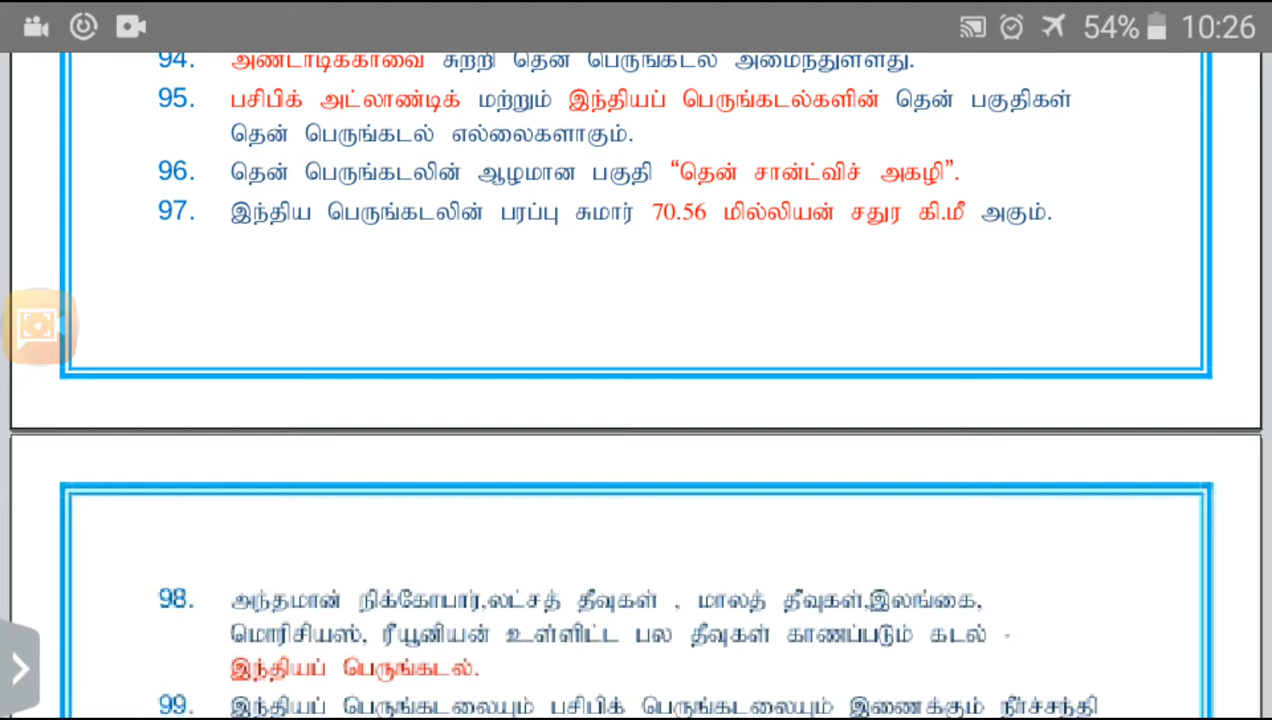 54% 10:26
94. அண்டார்டிக்காவை சுற்றி தென் பெருங்கடல் அமைந்துள்ளது.
95. பசிபிக் அட்லாண்டிக் மற்றும் இந்தியப் பெருங்கடல்களின் தென் பகுதிகள்
தென் பெருங்கடல் எல்லைகளாகும்.
96. தென் பெருங்கடலின் ஆழமான பகுதி “தென் சான்ட்விச் அகழி”.
97. இந்திய பெருங்கடலின் பரப்பு சுமார் 70.56 மில்லியன் சதுர கி.மீ அகும்.
98. அந்தமான் நிக்கோபார்,லட்சத் தீவுகள் , மாலத் தீவுகள்,இலங்கை,
மொரிசியஸ், ரீயூனியன் உள்ளிட்ட பல தீவுகள் காணப்படும் கடல் -
இந்தியப் பெருங்கடல்.
99. இந்தியப் பெருங்கடலையும் பசிபிக் பெருங்கடலையும் இணைக்கும் நீர்ச்சந்தி